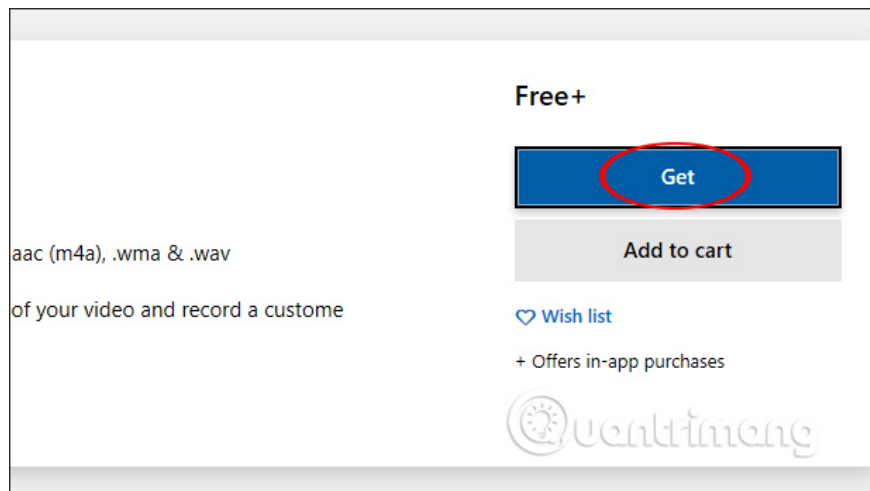 Free+
Get
Add to cart
aac (m4a), .wma & .wav
of your video and record a custome
Wish list
+ Offers in-app purchases
Quantrimang